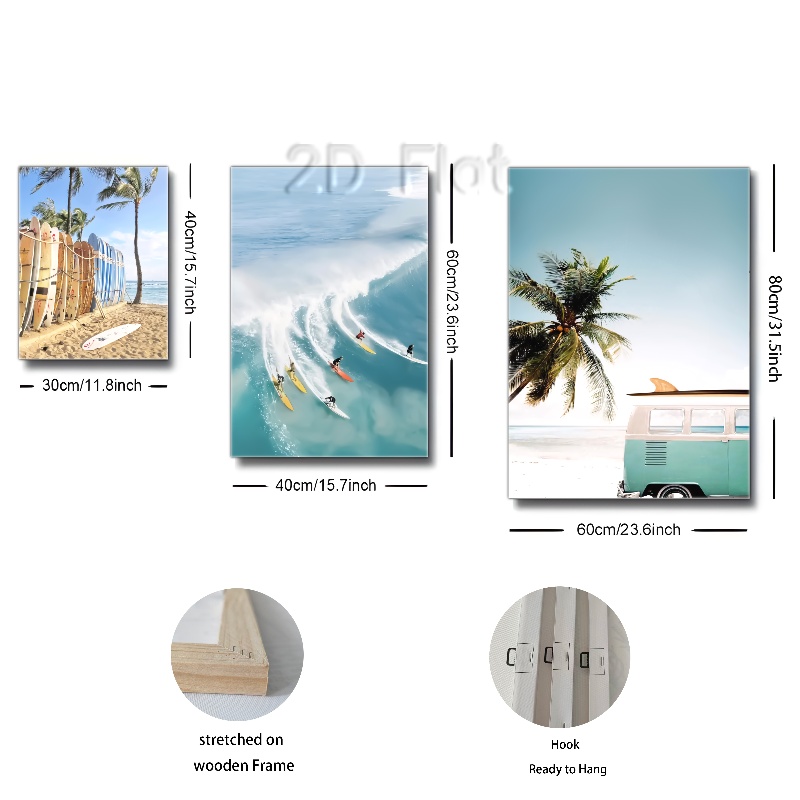 2D Flat
40cm/15.7inch
30cm/11.8inch
60cm/23.6inch
40cm/15.7inch
80cm/31.5inch
60cm/23.6inch
stretched on
wooden Frame
Hook
Ready to Hang